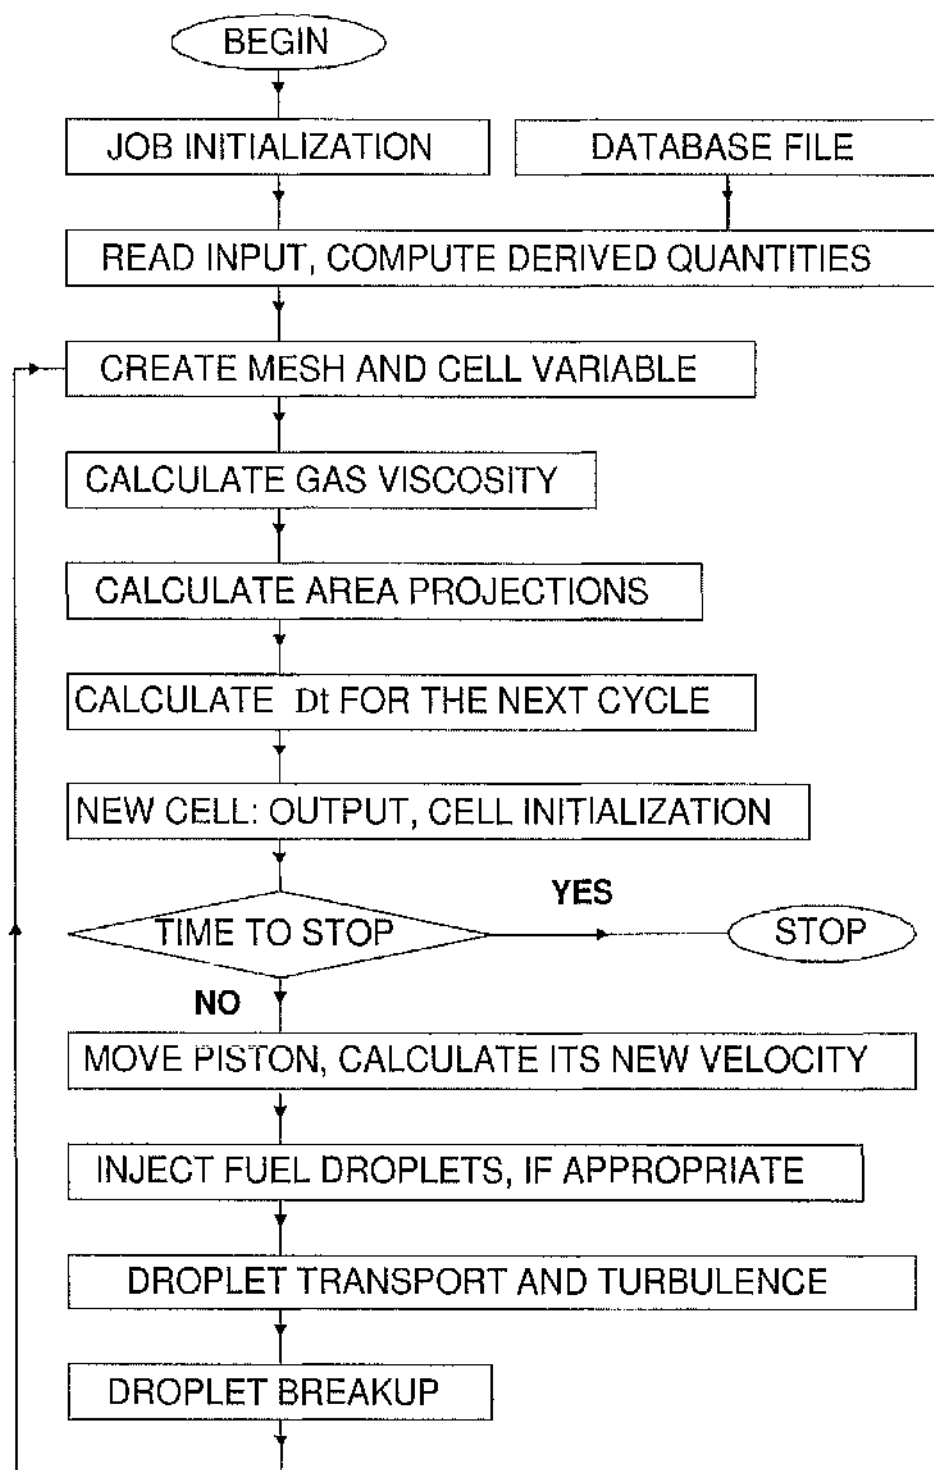 BEGIN
JOB INITIALIZATION
DATABASE FILE
READ INPUT, COMPUTE DERIVED QUANTITIES
CREATE MESH AND CELL VARIABLE
CALCULATE GAS VISCOSITY
CALCULATE AREA PROJECTIONS
CALCULATE Dt FOR THE NEXT CYCLE
NEW CELL: OUTPUT, CELL INITIALIZATION
YES
TIME TO STOP
STOP
NO
MOVE PISTON, CALCULATE ITS NEW VELOCITY
INJECT FUEL DROPLETS, IF APPROPRIATE
DROPLET TRANSPORT AND TURBULENCE
DROPLET BREAKUP